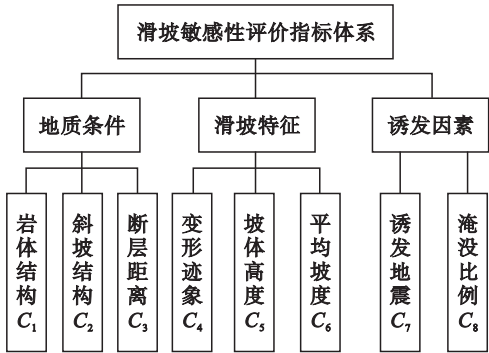 滑坡敏感性评价指标体系
地质条件
滑坡特征
诱发因素
岩体结构C₁
斜坡结构C₂
断层距离C₃
变形迹象C₄
坡体高度C₅
平均坡度C₆
诱发地震C₇
淹没比例C₈